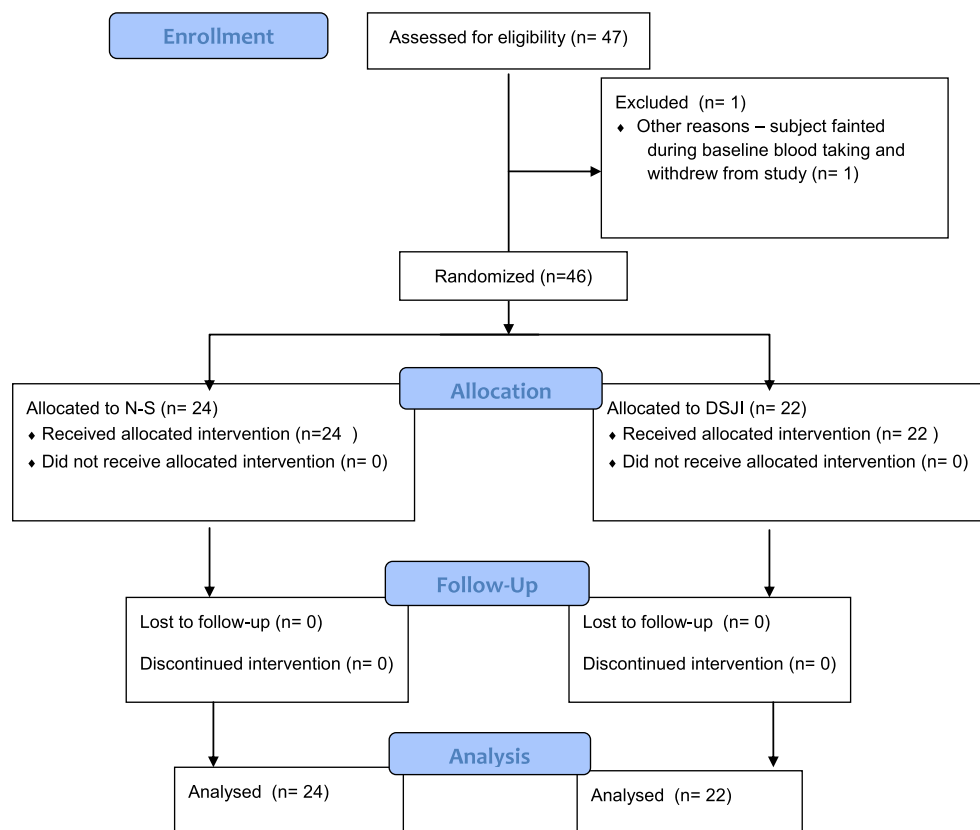 Enrollment
Assessed for eligibility (n= 47)
Excluded (n= 1)
♦ Other reasons – subject fainted
during baseline blood taking and
withdrew from study (n= 1)
Randomized (n=46)
Allocation
Allocated to N-S (n= 24)
♦ Received allocated intervention (n=24 )
♦ Did not receive allocated intervention (n= 0)
Allocated to DSJI (n= 22)
♦ Received allocated intervention (n= 22 )
♦ Did not receive allocated intervention (n= 0)
Follow-Up
Lost to follow-up (n= 0)
Discontinued intervention (n= 0)
Lost to follow-up (n= 0)
Discontinued intervention (n= 0)
Analysis
Analysed (n= 24)
Analysed (n= 22)